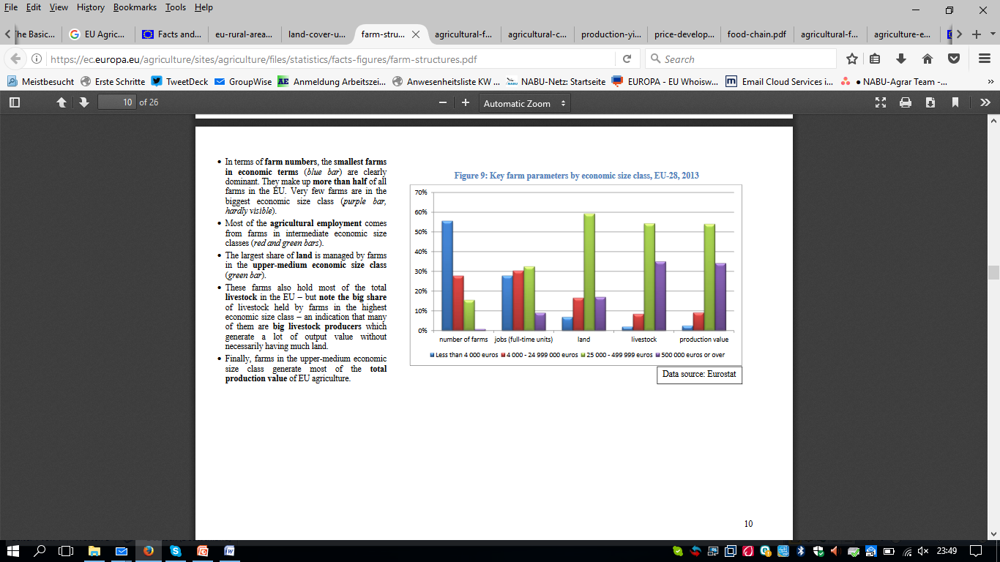 File Edit View History Bookmarks Tools Help
The Basic... EU Agric... Facts and... eu-rural-area... land-cover-u... farm-stru... agricultural-f... agricultural-c... production-yi... price-develop... food-chain.pdf agricultural-f... agriculture-e...
https://ec.europa.eu/agriculture/sites/agriculture/files/statistics/facts-figures/farm-structures.pdf Search
Meistbesucht Erste Schritte TweetDeck GroupWise Anmeldung Arbeitszei... Anwesenheitsliste KW ... NABU-Netz: Startseite EUROPA - EU Whoisw... Email Cloud Services i... NABU-Agrar Team -...
10 of 26 Automatic Zoom
• In terms of farm numbers, the smallest farms
in economic terms (blue bar) are clearly
dominant. They make up more than half of all
farms in the EU. Very few farms are in the
biggest economic size class (purple bar,
hardly visible).
• Most of the agricultural employment comes
from farms in intermediate economic size
classes (red and green bars).
• The largest share of land is managed by farms
in the upper-medium economic size class
(green bar).
• These farms also hold most of the total
livestock in the EU – but note the big share
of livestock held by farms in the highest
economic size class – an indication that many
of them are big livestock producers which
generate a lot of output value without
necessarily having much land.
• Finally, farms in the upper-medium economic
size class generate most of the total
production value of EU agriculture.
Figure 9: Key farm parameters by economic size class, EU-28, 2013
70%
60%
50%
40%
30%
20%
10%
0%
number of farms jobs (full-time units) land livestock production value
Less than 4 000 euros 4 000 - 24 999 000 euros 25 000 - 499 999 euros 500 000 euros or over
Data source: Eurostat
10
23:49